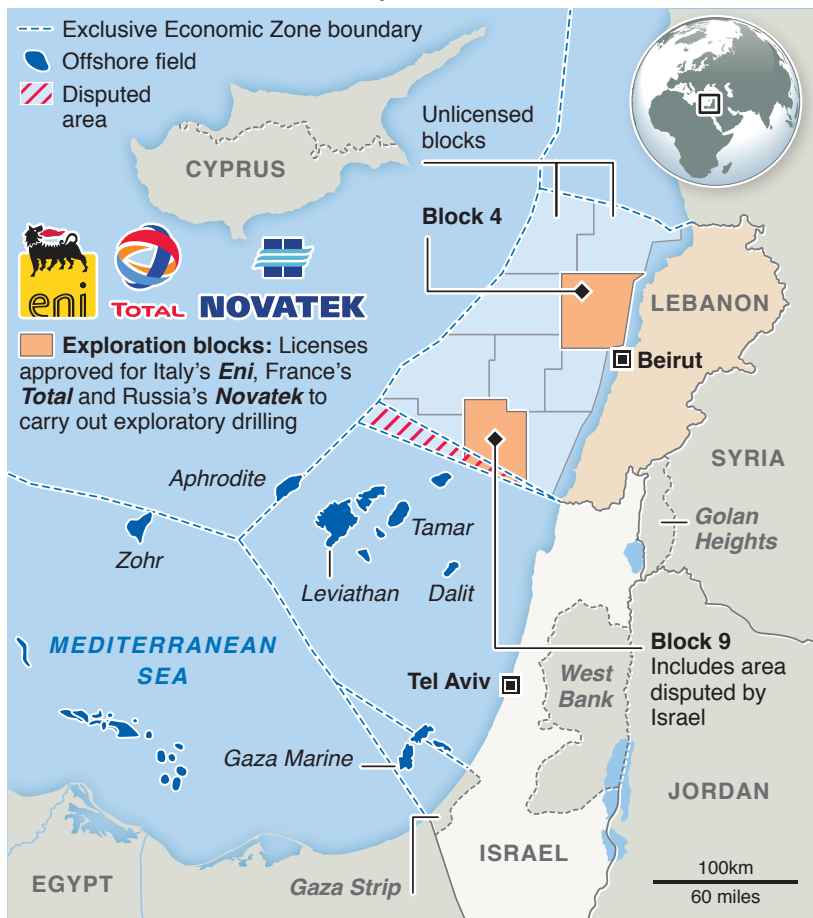 Exclusive Economic Zone boundary
Offshore field
Disputed
area
Unlicensed
blocks
CYPRUS
Block 4
eni
TOTAL
NOVATEK
LEBANON
Exploration blocks: Licenses
approved for Italy's Eni, France's
Total and Russia's Novatek to
carry out exploratory drilling
Beirut
SYRIA
Aphrodite
Golan
Heights
Tamar
Zohr
Leviathan
Dalit
MEDITERRANEAN
SEA
Block 9
Includes area
disputed by
Israel
West
Bank
Tel Aviv
Gaza Marine
JORDAN
ISRAEL
100km
60 miles
EGYPT
Gaza Strip